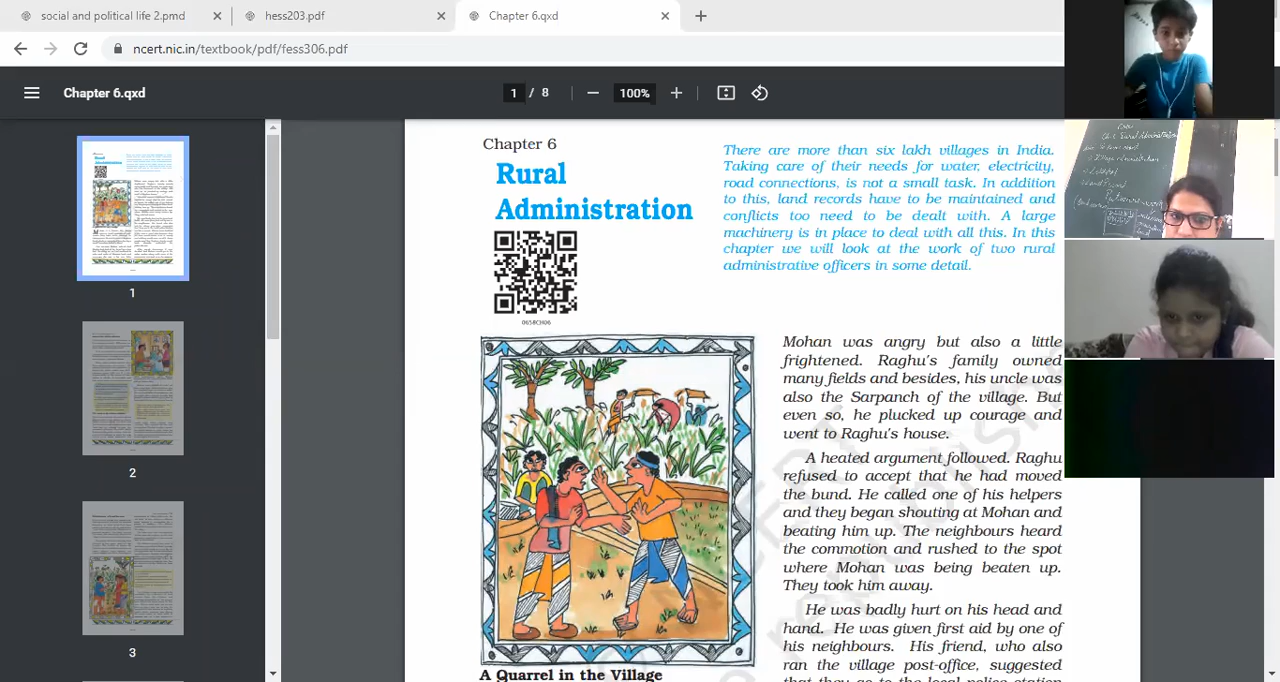 social and political life 2.pmd
hess203.pdf
Chapter 6.qxd
ncert.nic.in/textbook/pdf/fess306.pdf
Chapter 6.qxd
1 / 8
100%
1
2
3
Chapter 6
Rural
Administration
0658CH06
There are more than six lakh villages in India.
Taking care of their needs for water, electricity,
road connections, is not a small task. In addition
to this, land records have to be maintained and
conflicts too need to be dealt with. A large
machinery is in place to deal with all this. In this
chapter we will look at the work of two rural
administrative officers in some detail.
A Quarrel in the Village
Mohan was angry but also a little
frightened. Raghu's family owned
many fields and besides, his uncle was
also the Sarpanch of the village. But
even so, he plucked up courage and
went to Raghu's house.
A heated argument followed. Raghu
refused to accept that he had moved
the bund. He called one of his helpers
and they began shouting at Mohan and
beating him up. The neighbours heard
the commotion and rushed to the spot
where Mohan was being beaten up.
They took him away.
He was badly hurt on his head and
hand. He was given first aid by one of
his neighbours. His friend, who also
ran the village post-office, suggested
that they go to the local police station